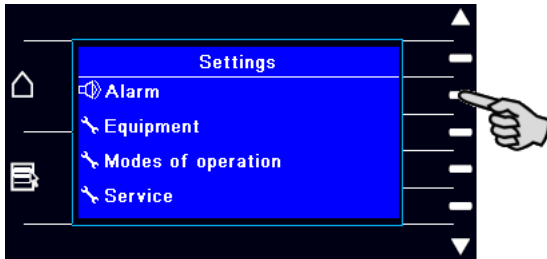 Settings
Alarm
Equipment
Modes of operation
Service